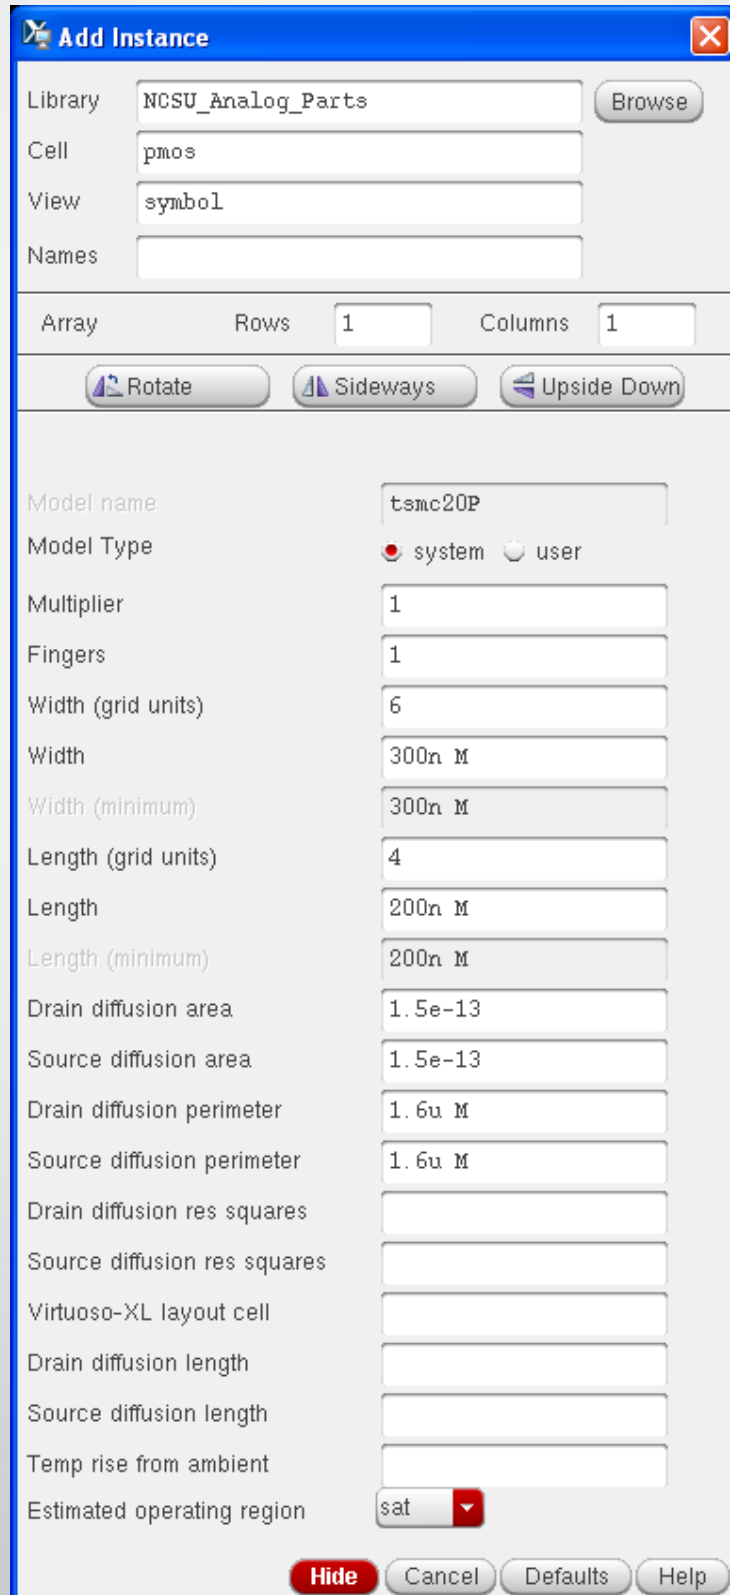 Add Instance
Library NCSU_Analog_Parts Browse
Cell pmos
View symbol
Names
Array Rows 1 Columns 1
Rotate Sideways Upside Down
Model name tsmc20P
Model Type system user
Multiplier 1
Fingers 1
Width (grid units) 6
Width 300n M
Width (minimum) 300n M
Length (grid units) 4
Length 200n M
Length (minimum) 200n M
Drain diffusion area 1.5e-13
Source diffusion area 1.5e-13
Drain diffusion perimeter 1.6u M
Source diffusion perimeter 1.6u M
Drain diffusion res squares
Source diffusion res squares
Virtuoso-XL layout cell
Drain diffusion length
Source diffusion length
Temp rise from ambient
Estimated operating region sat
Hide Cancel Defaults Help